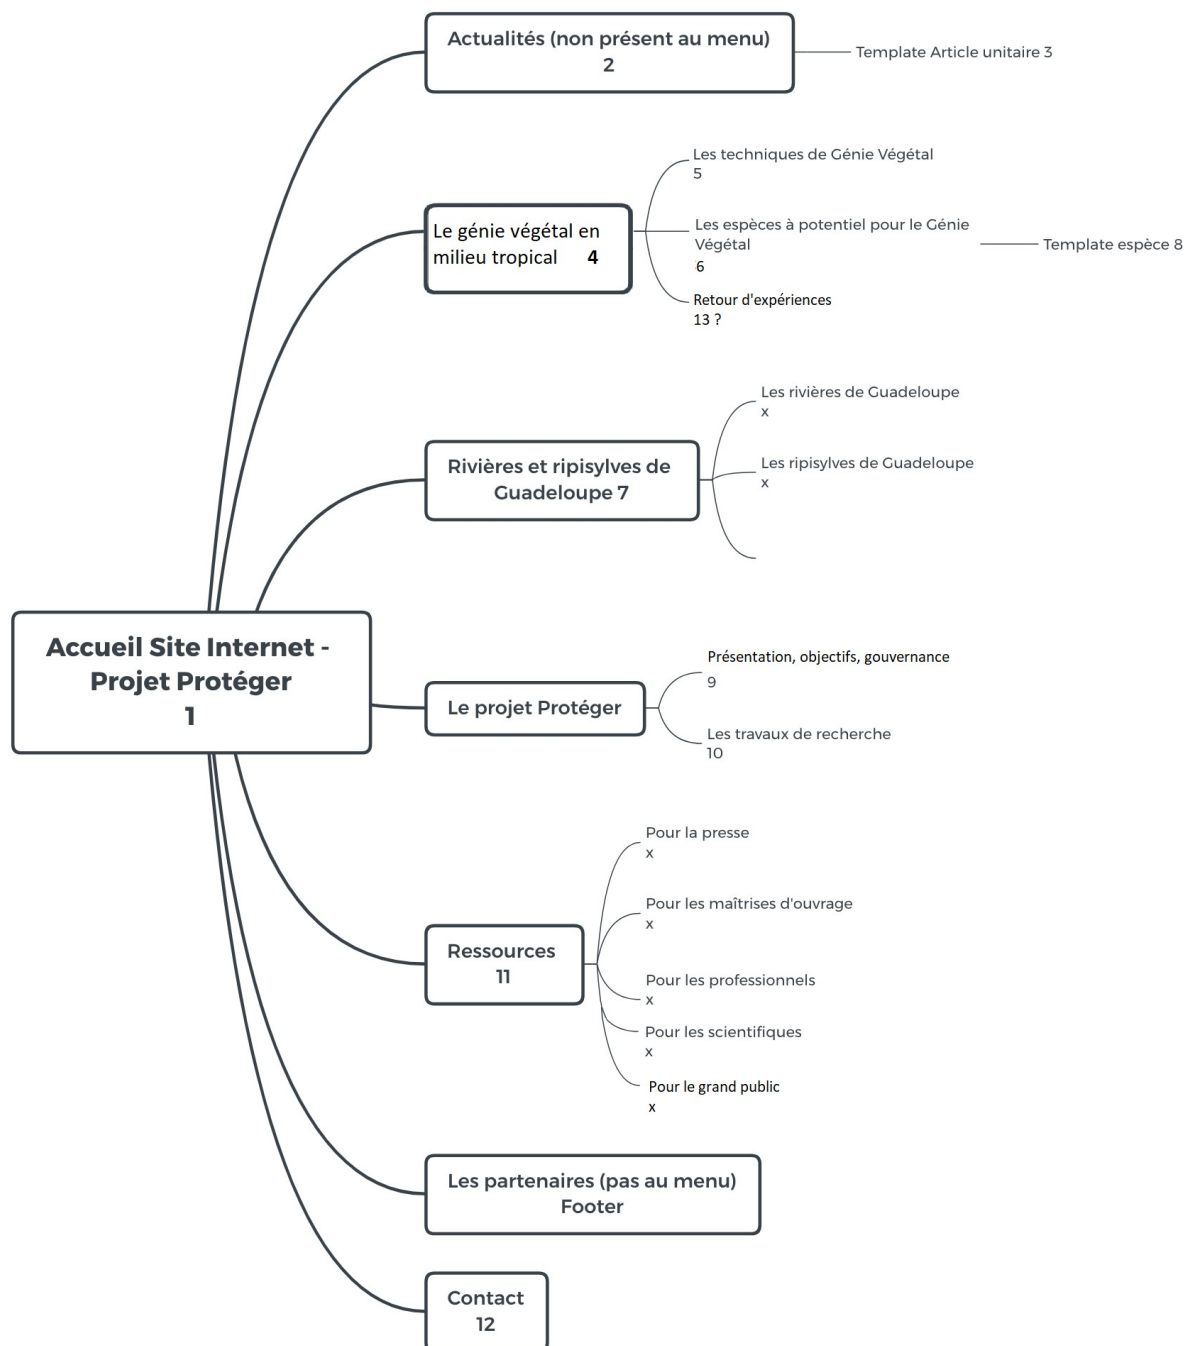 Actualités (non présent au menu)
2
Template Article unitaire 3
Les techniques de Génie Végétal
5
Le génie végétal en
milieu tropical 4
Les espèces à potentiel pour le Génie
Végétal
6
Template espèce 8
Retour d'expériences
13 ?
Les rivières de Guadeloupe
x
Rivières et ripisylves de
Guadeloupe 7
Les ripisylves de Guadeloupe
x
Accueil Site Internet -
Projet Protéger
1
Présentation, objectifs, gouvernance
9
Le projet Protéger
Les travaux de recherche
10
Pour la presse
x
Pour les maîtrises d'ouvrage
x
Ressources
11
Pour les professionnels
x
Pour les scientifiques
x
Pour le grand public
x
Les partenaires (pas au menu)
Footer
Contact
12